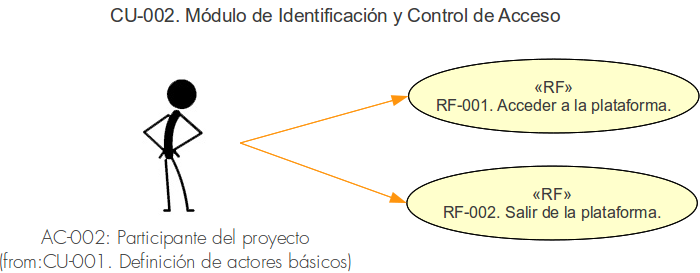 CU-002. Módulo de Identificación y Control de Acceso
«RF»
RF-001. Acceder a la plataforma.
«RF»
RF-002. Salir de la plataforma.
AC-002: Participante del proyecto
(from:CU-001. Definición de actores básicos)